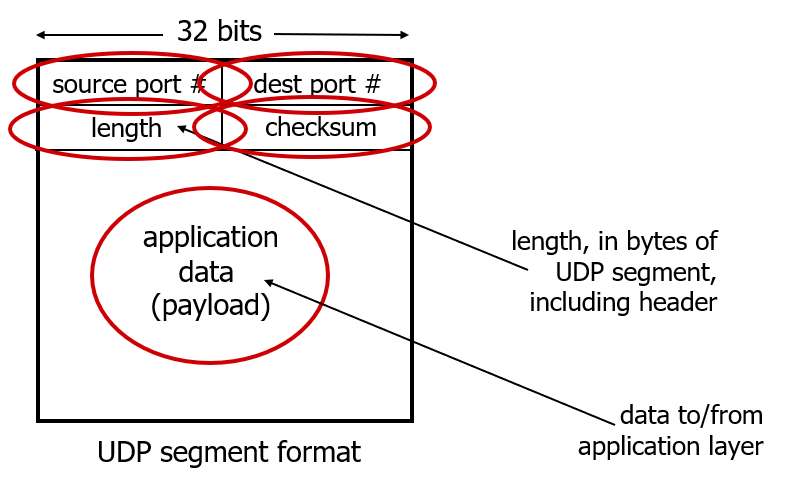 32 bits
source port #
dest port #
length
checksum
application
data
(payload)
length, in bytes of
UDP segment,
including header
data to/from
application layer
UDP segment format